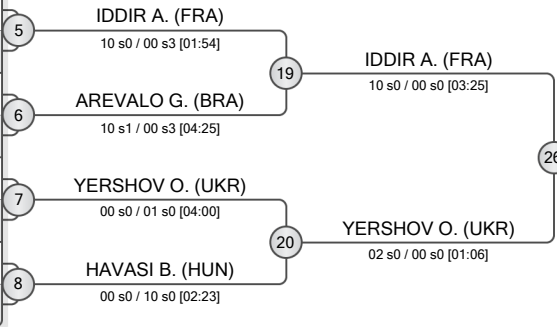 5
IDDIR A. (FRA)
10 s0 / 00 s3 [01:54]
19
IDDIR A. (FRA)
10 s0 / 00 s0 [03:25]
6
AREVALO G. (BRA)
10 s1 / 00 s3 [04:25]
26
7
YERSHOV O. (UKR)
00 s0 / 01 s0 [04:00]
20
YERSHOV O. (UKR)
02 s0 / 00 s0 [01:06]
8
HAVASI B. (HUN)
00 s0 / 10 s0 [02:23]